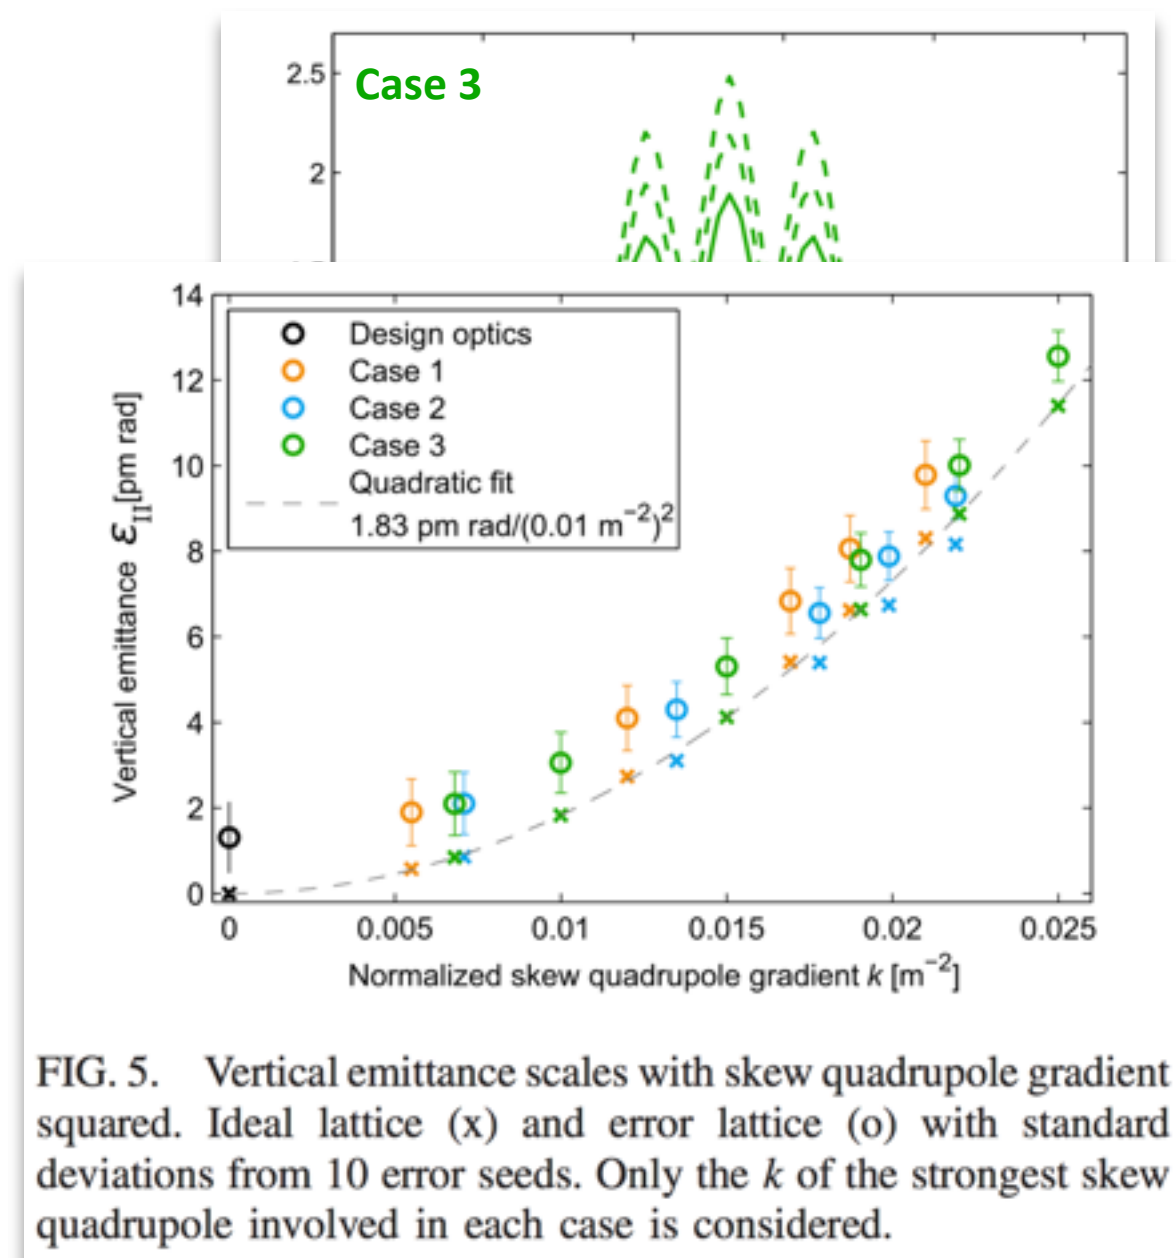 2.5
Case 3
2
14
12
10
8
6
4
2
0
Vertical emittance ε_II [pm rad]
Design optics
Case 1
Case 2
Case 3
Quadratic fit
1.83 pm rad/(0.01 m⁻²)²
0 0.005 0.01 0.015 0.02 0.025
Normalized skew quadrupole gradient k [m⁻²]
FIG. 5. Vertical emittance scales with skew quadrupole gradient
squared. Ideal lattice (x) and error lattice (o) with standard
deviations from 10 error seeds. Only the k of the strongest skew
quadrupole involved in each case is considered.